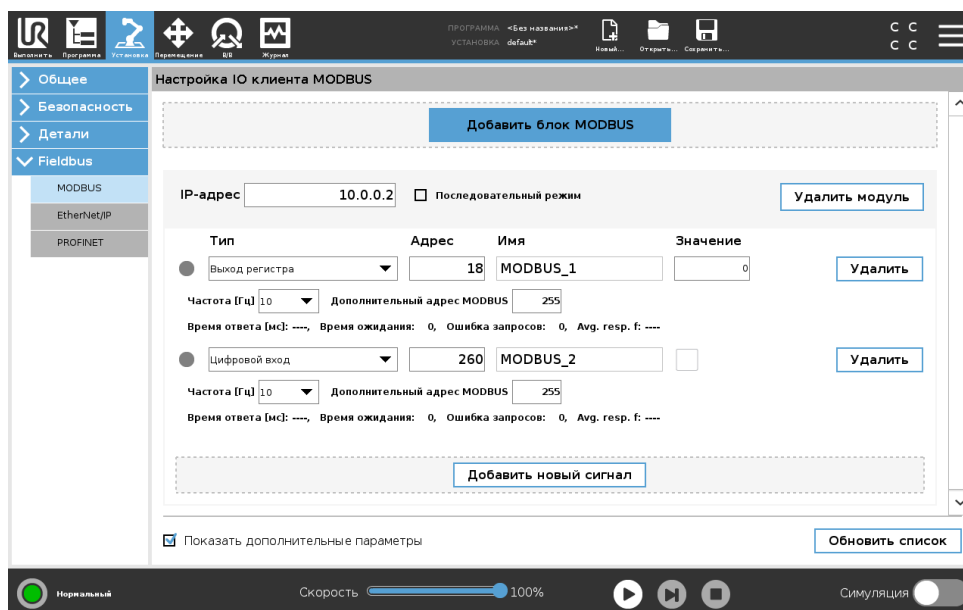 ПРОГРАММА <Без названия>*
УСТАНОВКА default*
Выполнить Программа Установка Перемещение В/В Журнал Новый... Открыть... Сохранить...
C C
C C
Общее
Безопасность
Детали
Fieldbus
MODBUS
EtherNet/IP
PROFINET
Настройка IO клиента MODBUS
Добавить блок MODBUS
IP-адрес 10.0.0.2 Последовательный режим Удалить модуль
Тип Адрес Имя Значение
Выход регистра 18 MODBUS_1 0 Удалить
Частота [Гц] 10 Дополнительный адрес MODBUS 255
Время ответа [мс]: ----, Время ожидания: 0, Ошибка запросов: 0, Avg. resp. f: ----
Цифровой вход 260 MODBUS_2 Удалить
Частота [Гц] 10 Дополнительный адрес MODBUS 255
Время ответа [мс]: ----, Время ожидания: 0, Ошибка запросов: 0, Avg. resp. f: ----
Добавить новый сигнал
Показать дополнительные параметры Обновить список
Нормальный Скорость 100% Симуляция